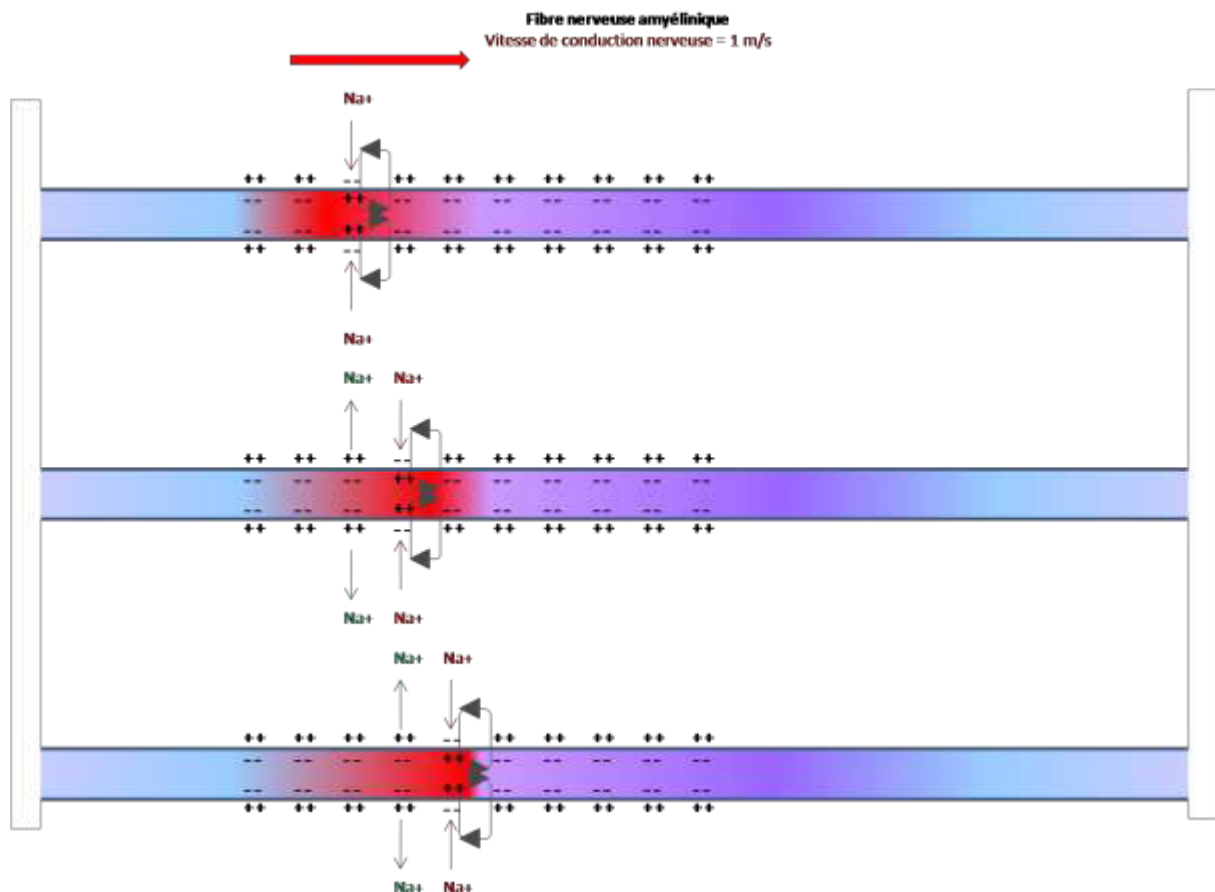 Fibre nerveuse amyélinique
Vitesse de conduction nerveuse = 1 m/s
Na+
++ ++ -- ++ ++ ++ ++ ++ ++ ++
-- -- ++ -- -- -- -- -- -- --
-- -- ++ -- -- -- -- -- -- --
++ ++ -- ++ ++ ++ ++ ++ ++ ++
Na+
Na+ Na+
++ ++ ++ -- ++ ++ ++ ++ ++ ++
-- -- -- ++ -- -- -- -- -- --
-- -- -- ++ -- -- -- -- -- --
++ ++ ++ -- ++ ++ ++ ++ ++ ++
Na+ Na+
Na+ Na+
++ ++ ++ ++ -- ++ ++ ++ ++ ++
-- -- -- -- ++ -- -- -- -- --
-- -- -- -- ++ -- -- -- -- --
++ ++ ++ ++ -- ++ ++ ++ ++ ++
Na+ Na+